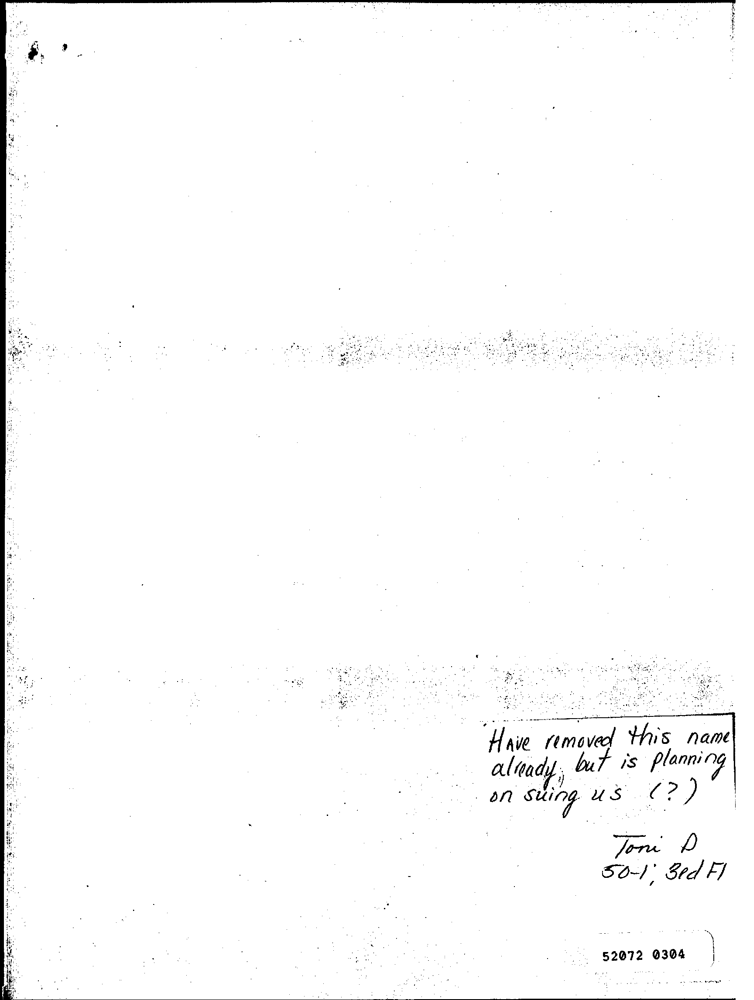 Have removed this name
already, but is planning
on suing us (?)
Toni D
50-1, 3rd Fl
52072 0304